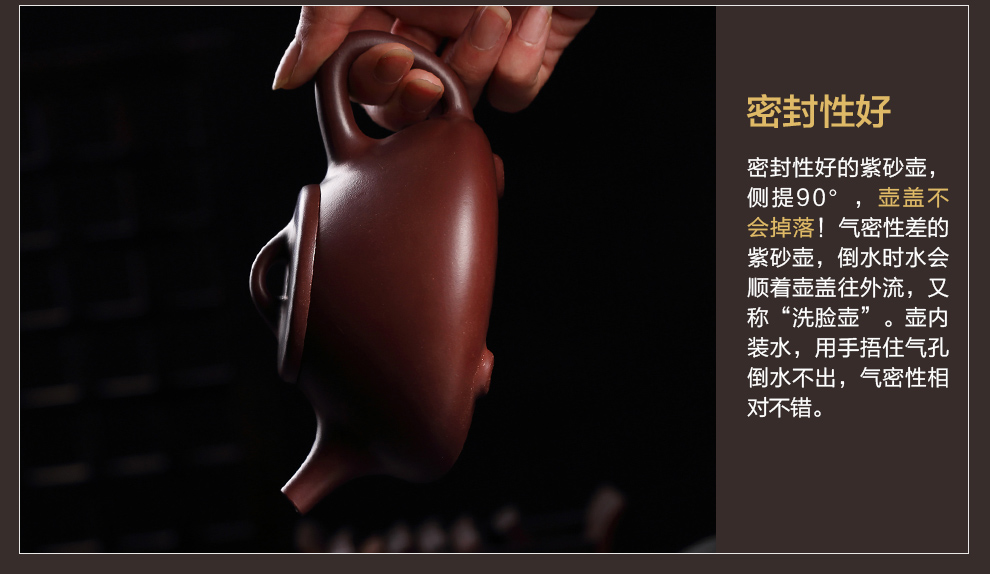 密封性好
密封性好的紫砂壶，
侧提90°，壶盖不
会掉落！气密性差的
紫砂壶，倒水时水会
顺着壶盖往外流，又
称“洗脸壶”。壶内
装水，用手捂住气孔
倒水不出，气密性相
对不错。